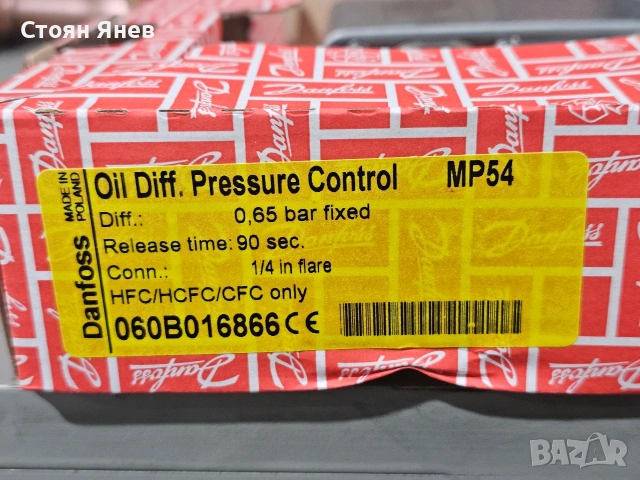 Стоян Янев
Danfoss
MADE IN
POLAND
Oil Diff. Pressure Control MP54
Diff.: 0,65 bar fixed
Release time: 90 sec.
Conn.: 1/4 in flare
HFC/HCFC/CFC only
060B016866 CE
Danfoss
BAZAR